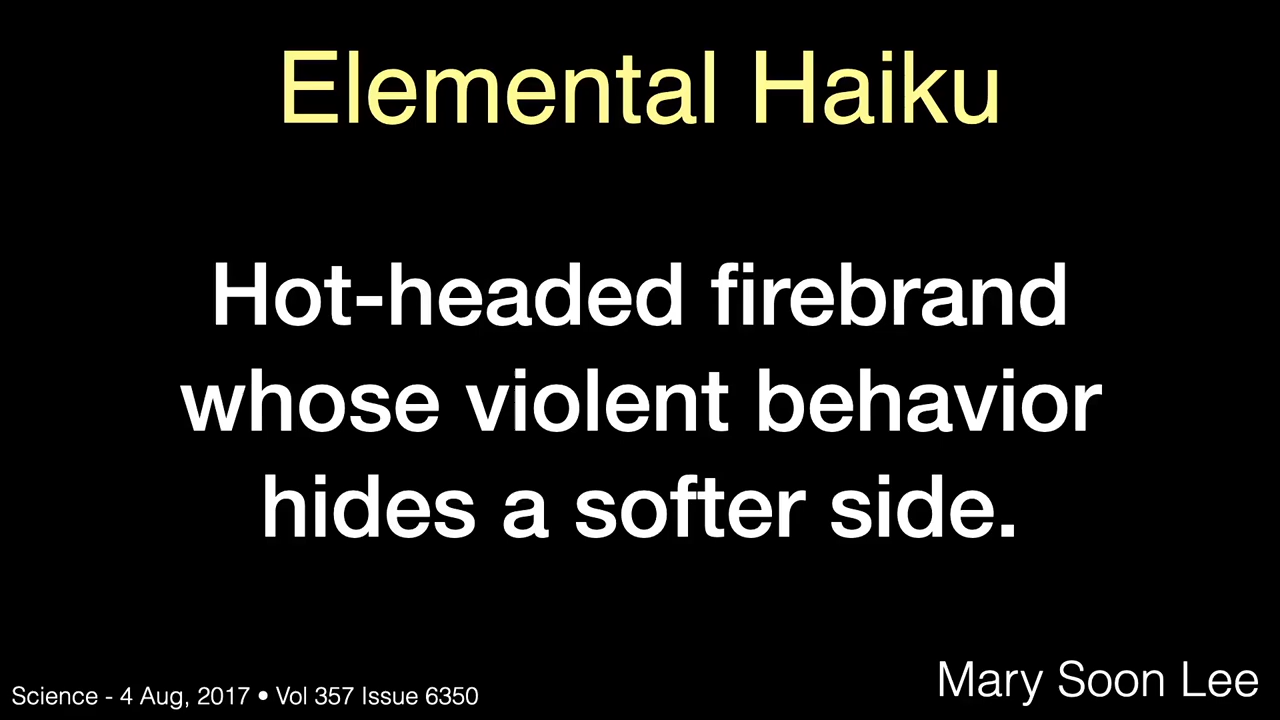 Elemental Haiku
Hot-headed firebrand
whose violent behavior
hides a softer side.
Mary Soon Lee
Science - 4 Aug, 2017 • Vol 357 Issue 6350